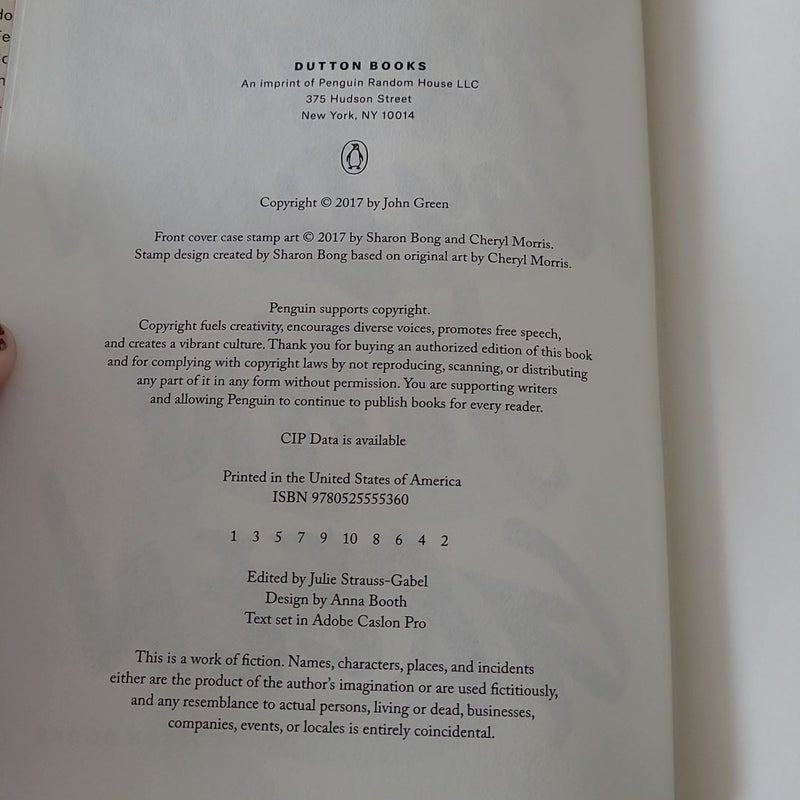 DUTTON BOOKS
An imprint of Penguin Random House LLC
375 Hudson Street
New York, NY 10014
Copyright © 2017 by John Green
Front cover case stamp art © 2017 by Sharon Bong and Cheryl Morris.
Stamp design created by Sharon Bong based on original art by Cheryl Morris.
Penguin supports copyright.
Copyright fuels creativity, encourages diverse voices, promotes free speech,
and creates a vibrant culture. Thank you for buying an authorized edition of this book
and for complying with copyright laws by not reproducing, scanning, or distributing
any part of it in any form without permission. You are supporting writers
and allowing Penguin to continue to publish books for every reader.
CIP Data is available
Printed in the United States of America
ISBN 9780525555360
1 3 5 7 9 10 8 6 4 2
Edited by Julie Strauss-Gabel
Design by Anna Booth
Text set in Adobe Caslon Pro
This is a work of fiction. Names, characters, places, and incidents
either are the product of the author's imagination or are used fictitiously,
and any resemblance to actual persons, living or dead, businesses,
companies, events, or locales is entirely coincidental.